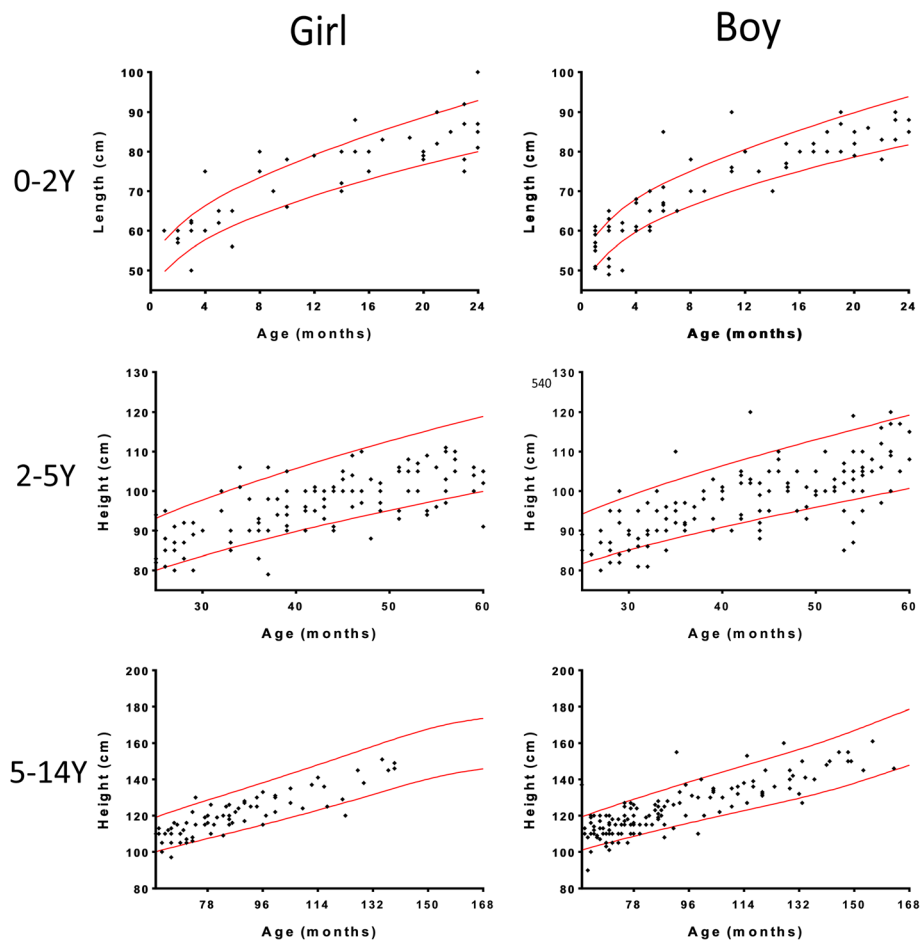 Girl
Boy
0-2Y
100
90
80
70
60
50
Length (cm)
0 4 8 12 16 20 24
Age (months)
100
90
80
70
60
50
Length (cm)
0 4 8 12 16 20 24
Age (months)
2-5Y
130
120
110
100
90
80
Height (cm)
30 40 50 60
Age (months)
540
130
120
110
100
90
80
Height (cm)
30 40 50 60
Age (months)
5-14Y
200
180
160
140
120
100
80
Height (cm)
78 96 114 132 150 168
Age (months)
200
180
160
140
120
100
80
Height (cm)
78 96 114 132 150 168
Age (months)